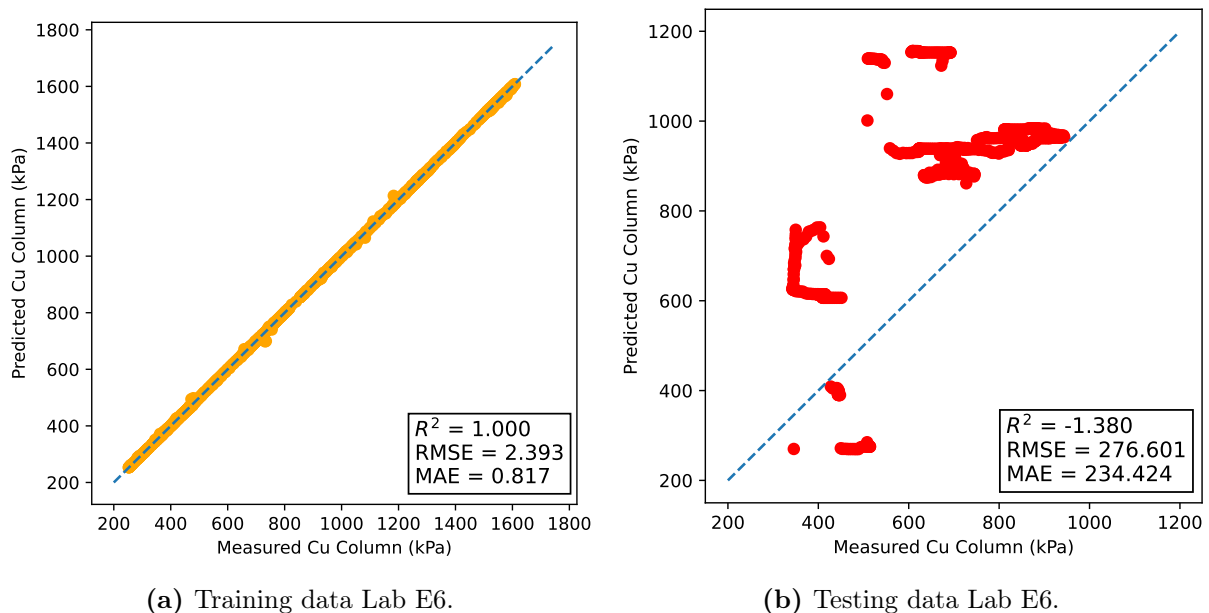 1800
1600
1400
1200
1000
800
600
400
200
Predicted Cu Column (kPa)
R² = 1.000
RMSE = 2.393
MAE = 0.817
200 400 600 800 1000 1200 1400 1600 1800
Measured Cu Column (kPa)
(a) Training data Lab E6.
1200
1000
800
600
400
200
Predicted Cu Column (kPa)
R² = -1.380
RMSE = 276.601
MAE = 234.424
200 400 600 800 1000 1200
Measured Cu Column (kPa)
(b) Testing data Lab E6.